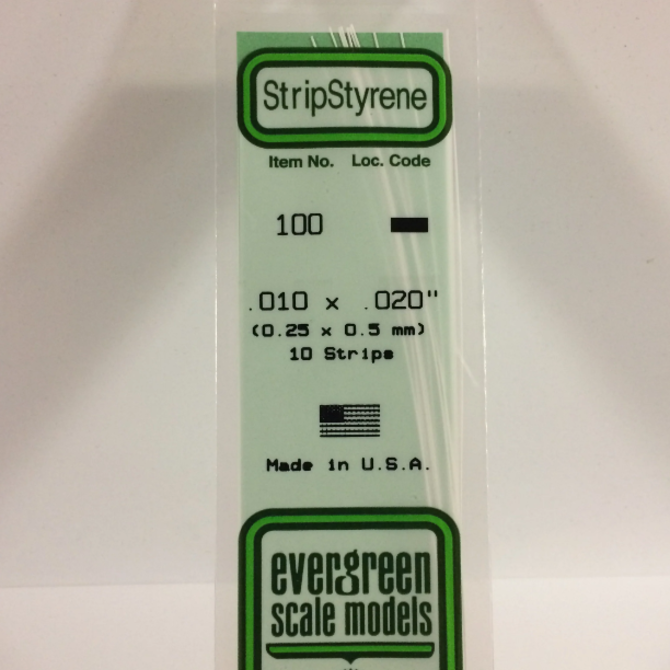 StripStyrene
Item No. Loc. Code
100
.010 x .020"
(0.25 x 0.5 mm)
10 Strips
Made in U.S.A.
evergreen
scale models